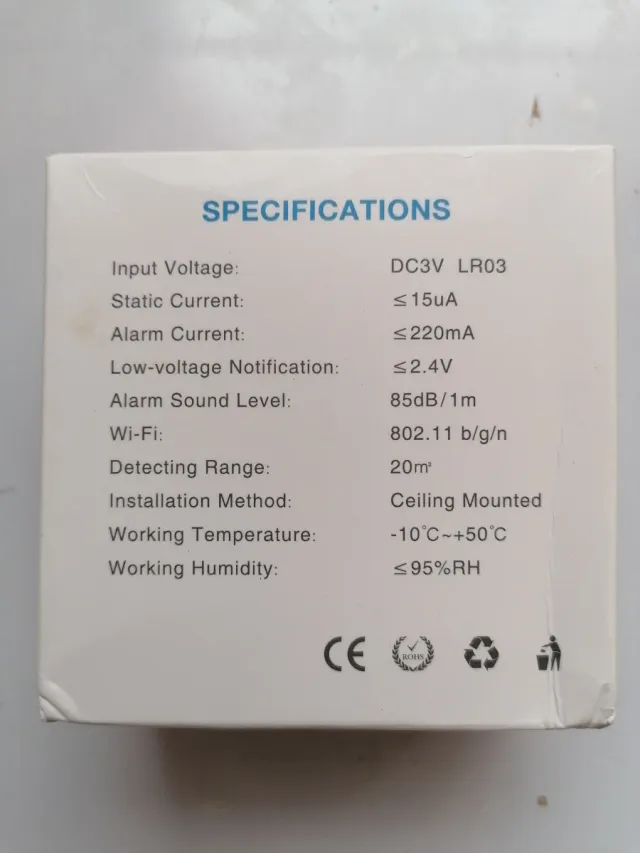 SPECIFICATIONS
Input Voltage: DC3V LR03
Static Current: ≤15uA
Alarm Current: ≤220mA
Low-voltage Notification: ≤2.4V
Alarm Sound Level: 85dB/1m
Wi-Fi: 802.11 b/g/n
Detecting Range: 20m²
Installation Method: Ceiling Mounted
Working Temperature: -10℃~+50℃
Working Humidity: ≤95%RH
CE ROHS